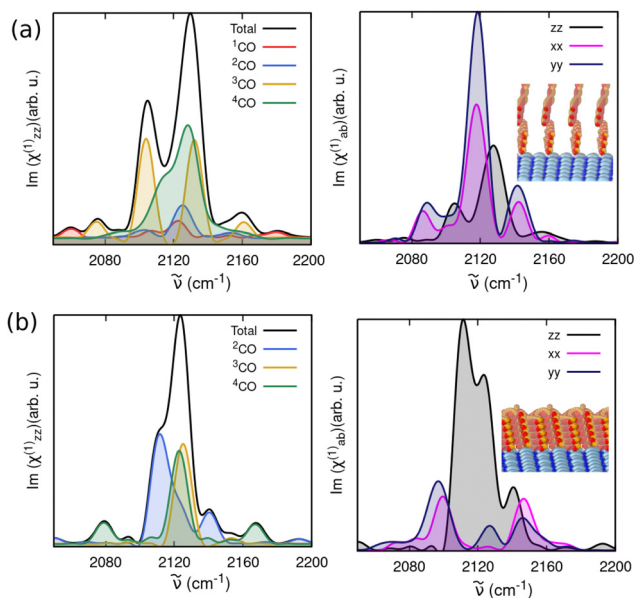 (a)
Im (χ⁽¹⁾zz)(arb. u.)
Total
¹CO
²CO
³CO
⁴CO
2080 2120 2160 2200
ṽ (cm⁻¹)
Im (χ⁽¹⁾ab)(arb. u.)
zz
xx
yy
2080 2120 2160 2200
ṽ (cm⁻¹)
(b)
Im (χ⁽¹⁾zz)(arb. u.)
Total
²CO
³CO
⁴CO
2080 2120 2160 2200
ṽ (cm⁻¹)
Im (χ⁽¹⁾ab)(arb. u.)
zz
xx
yy
2080 2120 2160 2200
ṽ (cm⁻¹)